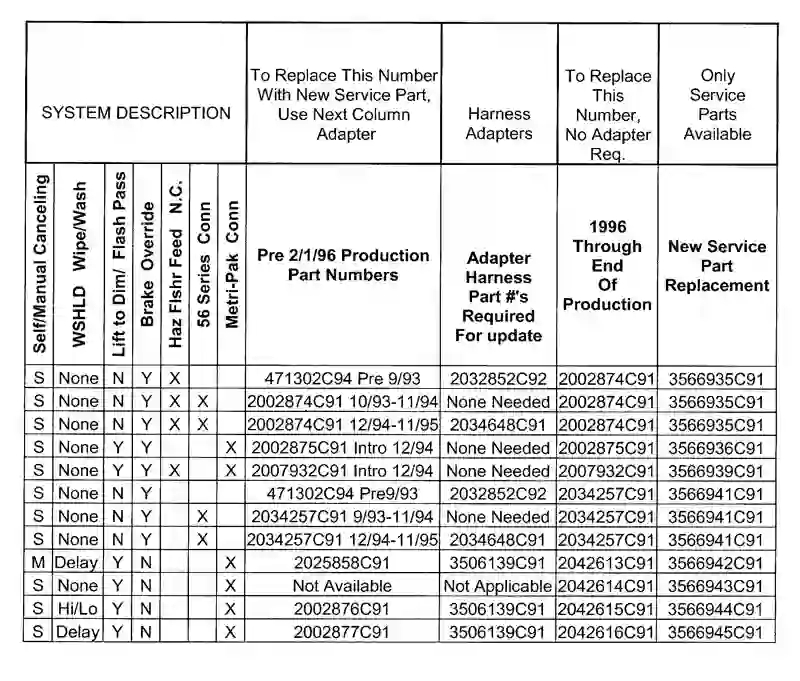 SYSTEM DESCRIPTION
To Replace This Number
With New Service Part,
Use Next Column
Adapter
Harness
Adapters
To Replace
This
Number,
No Adapter
Req.
Only
Service
Parts
Available
Self/Manual Canceling
WSHLD Wipe/Wash
Lift to Dim/ Flash Pass
Brake Override
Haz Flshr Feed N.C.
56 Series Conn
Metri-Pak Conn
Pre 2/1/96 Production
Part Numbers
Adapter
Harness
Part #'s
Required
For update
1996
Through
End
Of
Production
New Service
Part
Replacement
S None N Y X 471302C94 Pre 9/93 2032852C92 2002874C91 3566935C91
S None N Y X X 2002874C91 10/93-11/94 None Needed 2002874C91 3566935C91
S None N Y X X 2002874C91 12/94-11/95 2034648C91 2002874C91 3566935C91
S None Y Y X 2002875C91 Intro 12/94 None Needed 2002875C91 3566936C91
S None Y Y X X 2007932C91 Intro 12/94 None Needed 2007932C91 3566939C91
S None N Y 471302C94 Pre9/93 2032852C92 2034257C91 3566941C91
S None N Y X 2034257C91 9/93-11/94 None Needed 2034257C91 3566941C91
S None N Y X 2034257C91 12/94-11/95 2034648C91 2034257C91 3566941C91
M Delay Y N X 2025858C91 3506139C91 2042613C91 3566942C91
S None Y N X Not Available Not Applicable 2042614C91 3566943C91
S Hi/Lo Y N X 2002876C91 3506139C91 2042615C91 3566944C91
S Delay Y N X 2002877C91 3506139C91 2042616C91 3566945C91